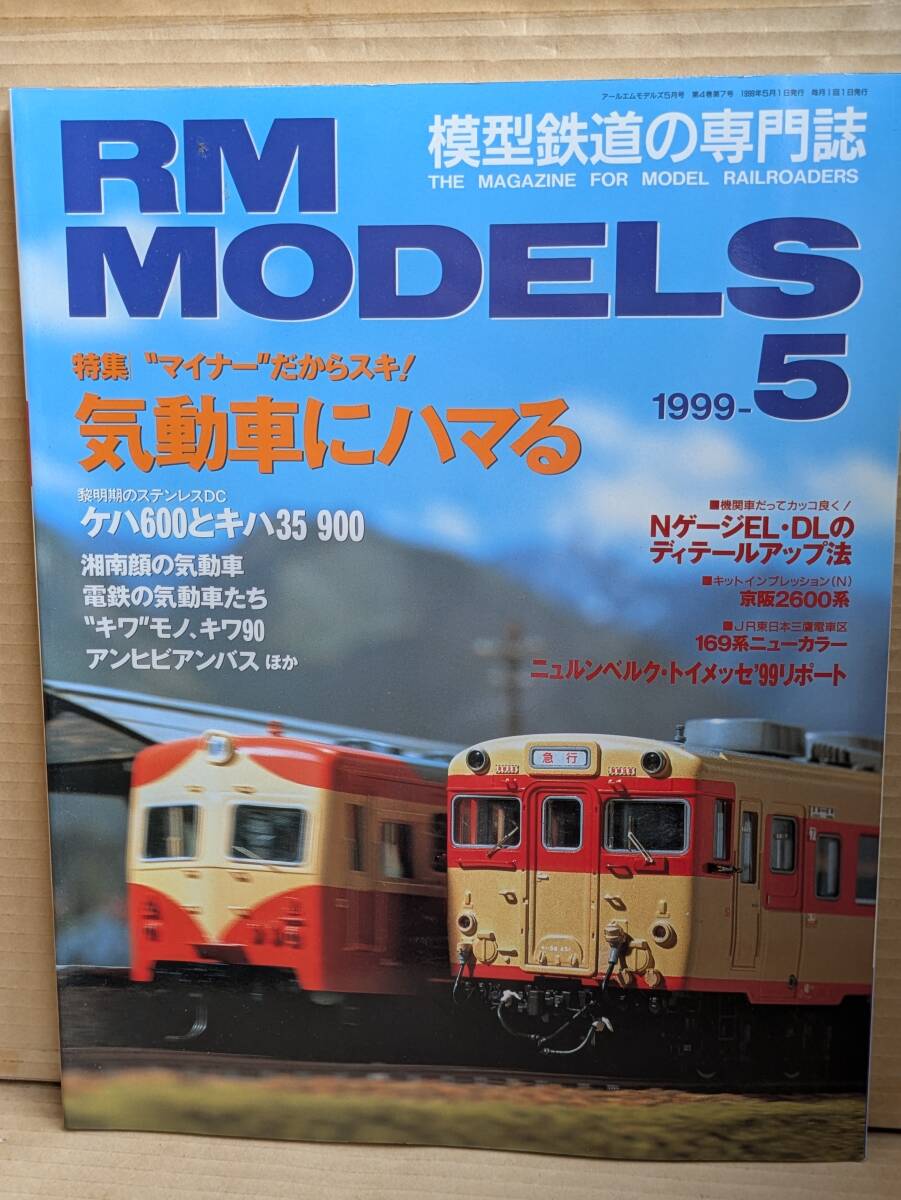 アールエムモデルズ5月号 第4巻第7号 1999年5月1日発行 毎月1回1日発行
RM
模型鉄道の専門誌
THE MAGAZINE FOR MODEL RAILROADERS
MODELS
1999-5
特集 "マイナー"だからスキ!
気動車にハマる
黎明期のステンレスDC
ケハ600とキハ35 900
湘南顔の気動車
電鉄の気動車たち
"キワ"モノ、キワ90
アンヒビアンバス ほか
■機関車だってカッコ良く!
NゲージEL・DLの
ディテールアップ法
■キットインプレッション(N)
京阪2600系
■JR東日本三鷹電車区
169系ニューカラー
ニュルンベルク・トイメッセ'99リポート
急行